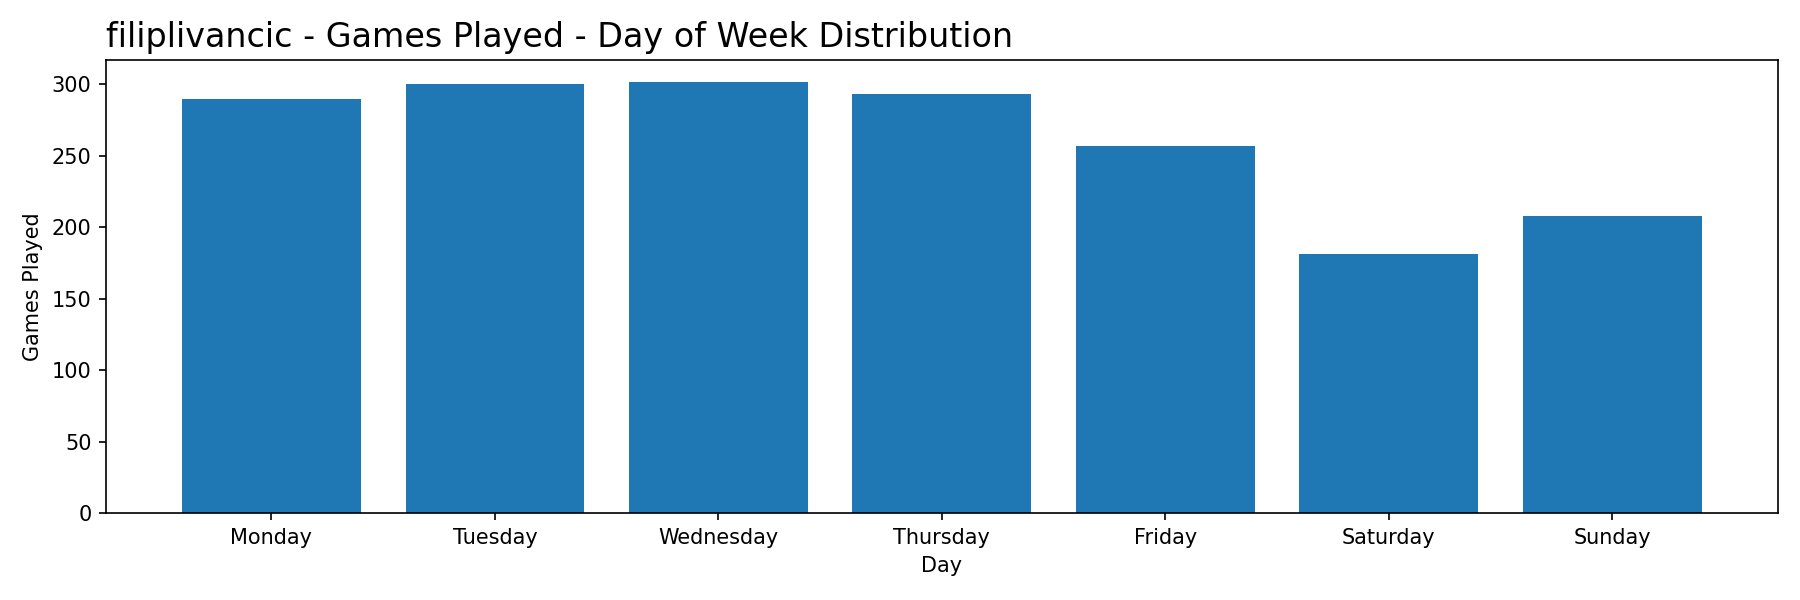 filiplivancic - Games Played - Day of Week Distribution
Games Played
300
250
200
150
100
50
0
Monday Tuesday Wednesday Thursday Friday Saturday Sunday
Day